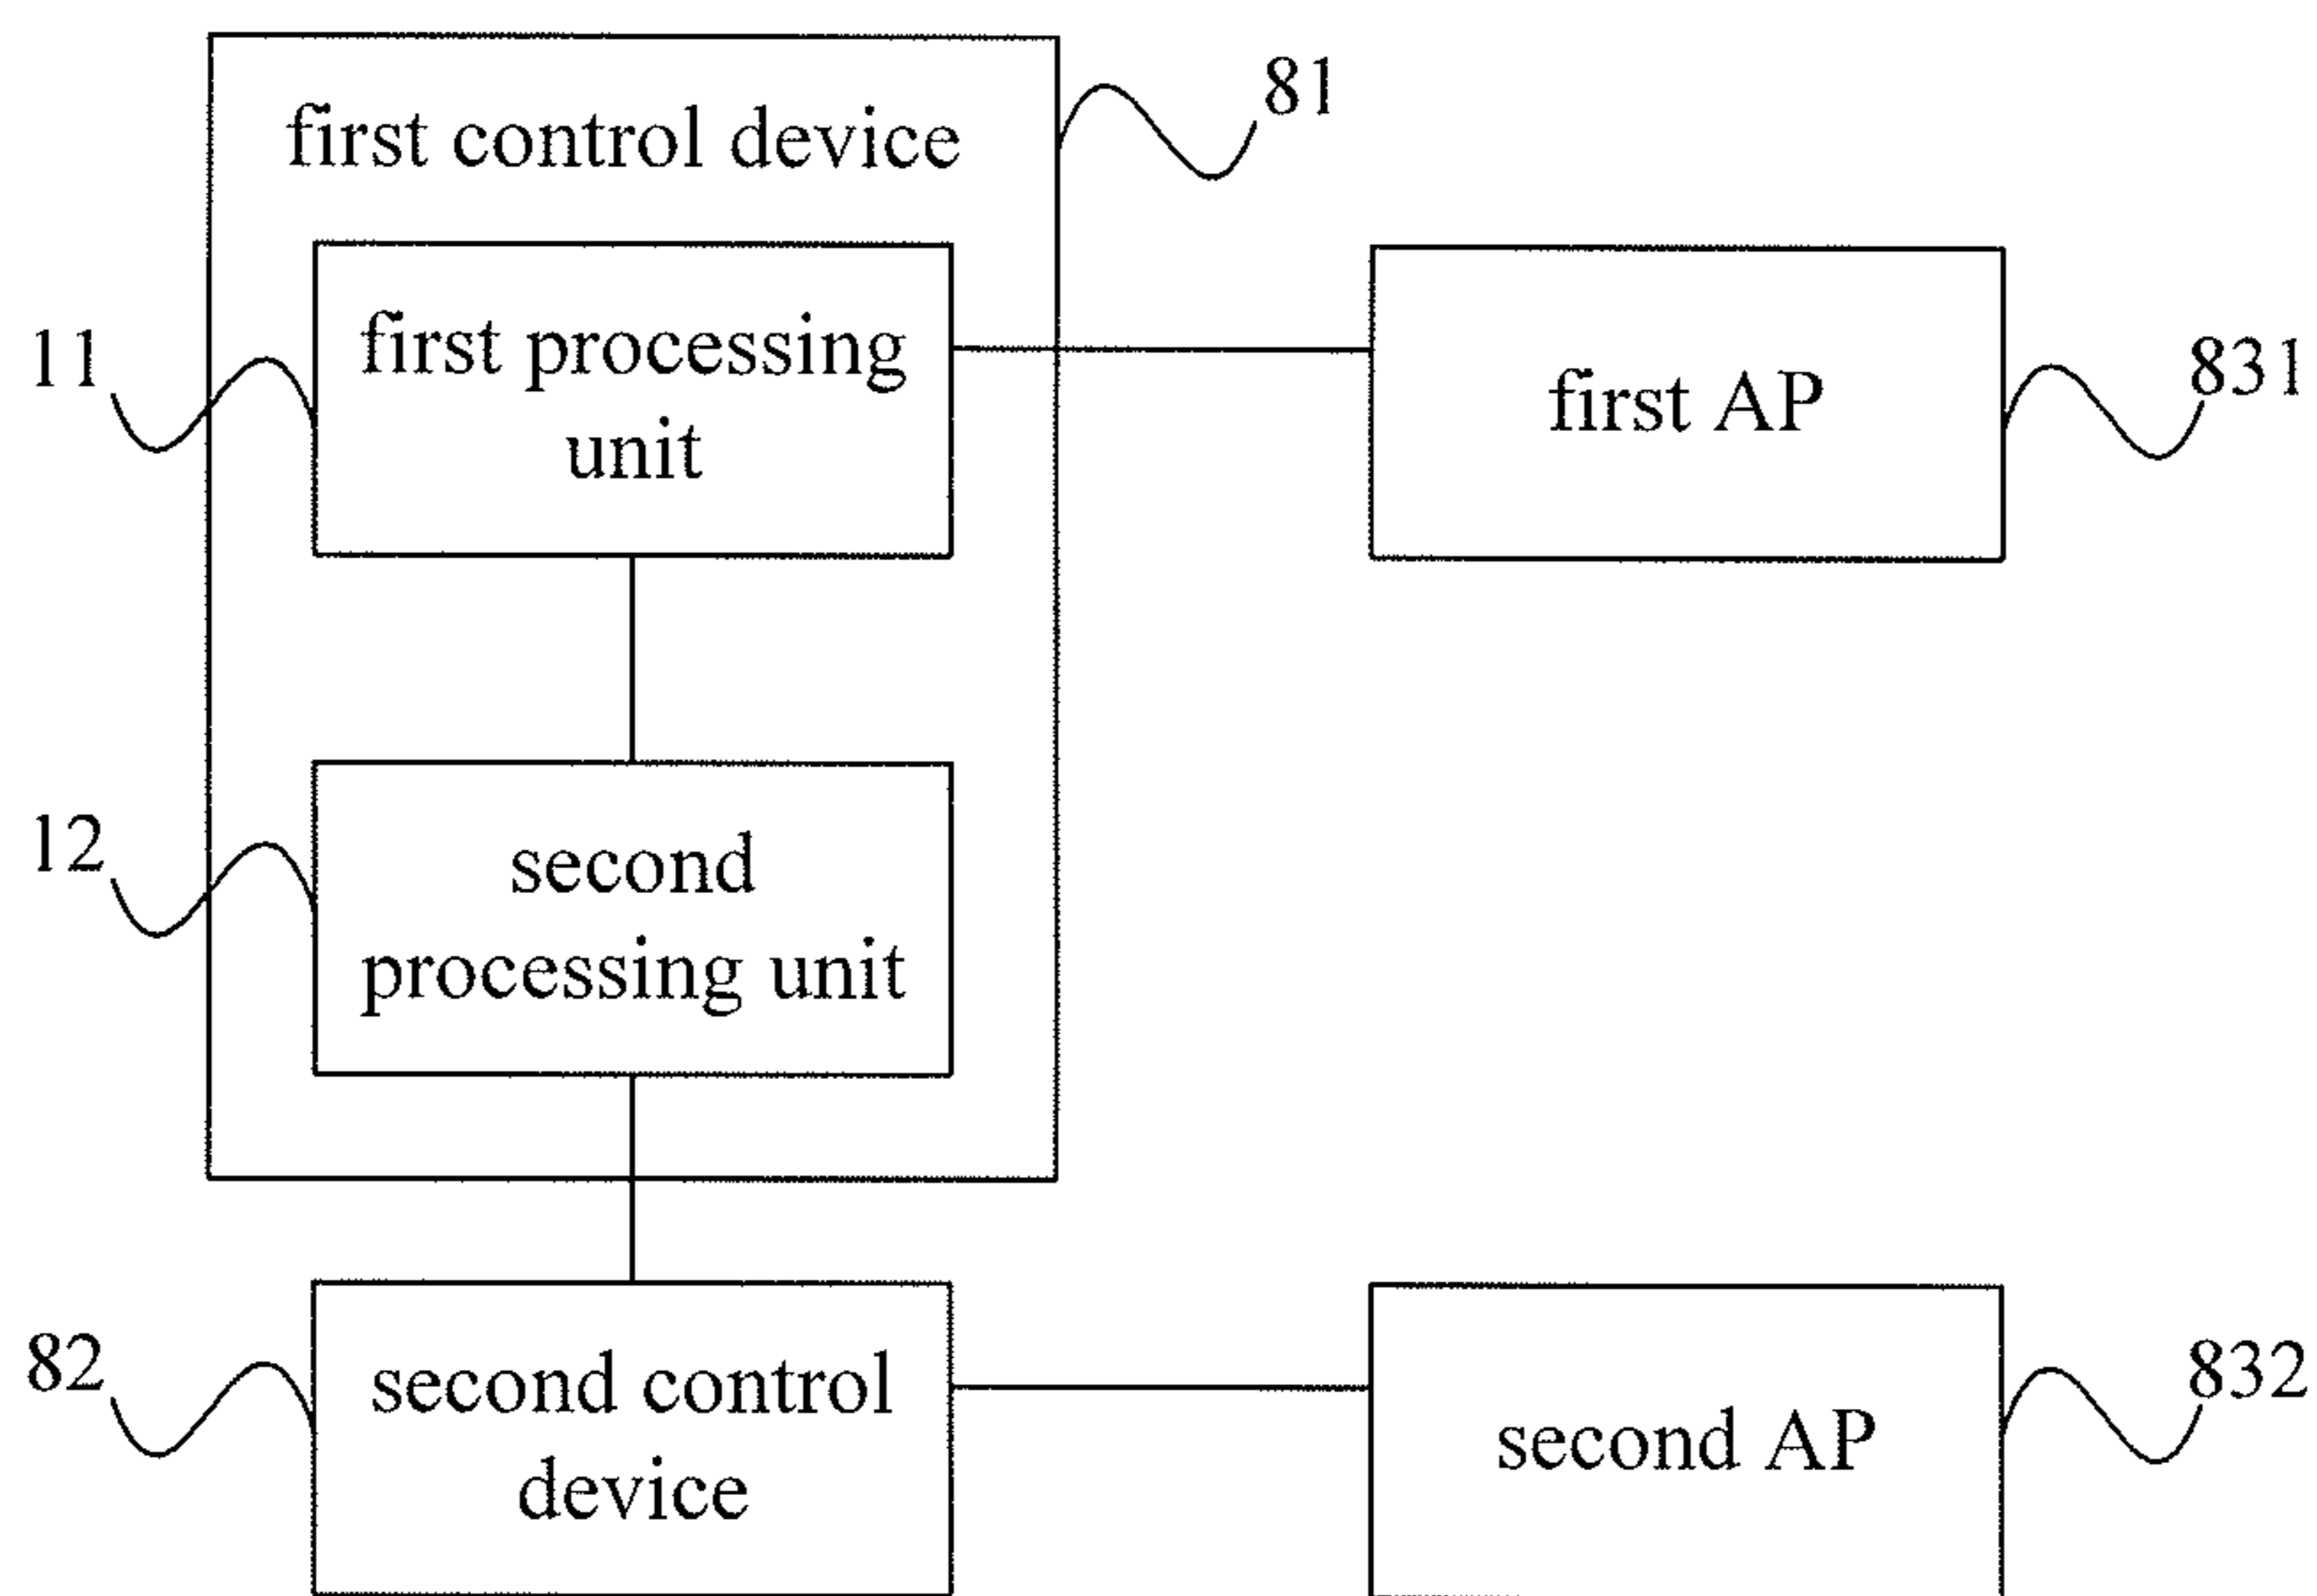 first control device
81
first processing
unit
11
first AP
831
second
processing unit
12
second control
device
82
second AP
832